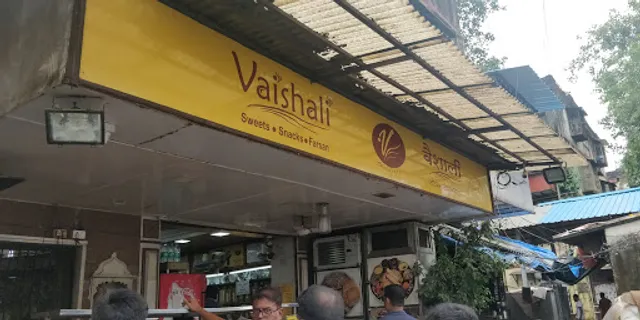 Vaishali
Sweets • Snacks • Farsan
V
वैशाली